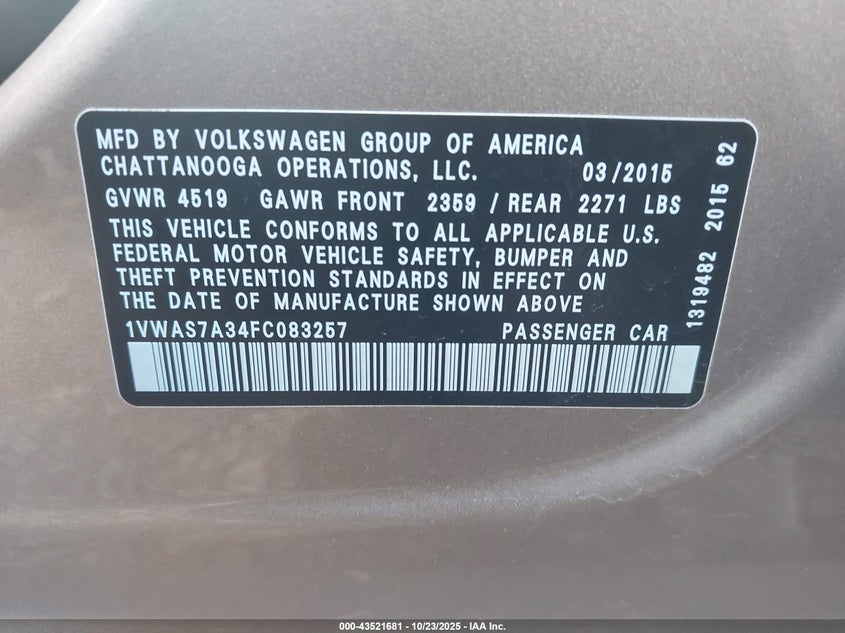 MFD BY VOLKSWAGEN GROUP OF AMERICA
CHATTANOOGA OPERATIONS, LLC. 03/2015
GVWR 4519 GAWR FRONT 2359 / REAR 2271 LBS
THIS VEHICLE CONFORMS TO ALL APPLICABLE U.S.
FEDERAL MOTOR VEHICLE SAFETY, BUMPER AND
THEFT PREVENTION STANDARDS IN EFFECT ON
THE DATE OF MANUFACTURE SHOWN ABOVE
1VWAS7A34FC083257 PASSENGER CAR
1319482 2015 62
000-43521681 - 10/23/2025 - IAA Inc.